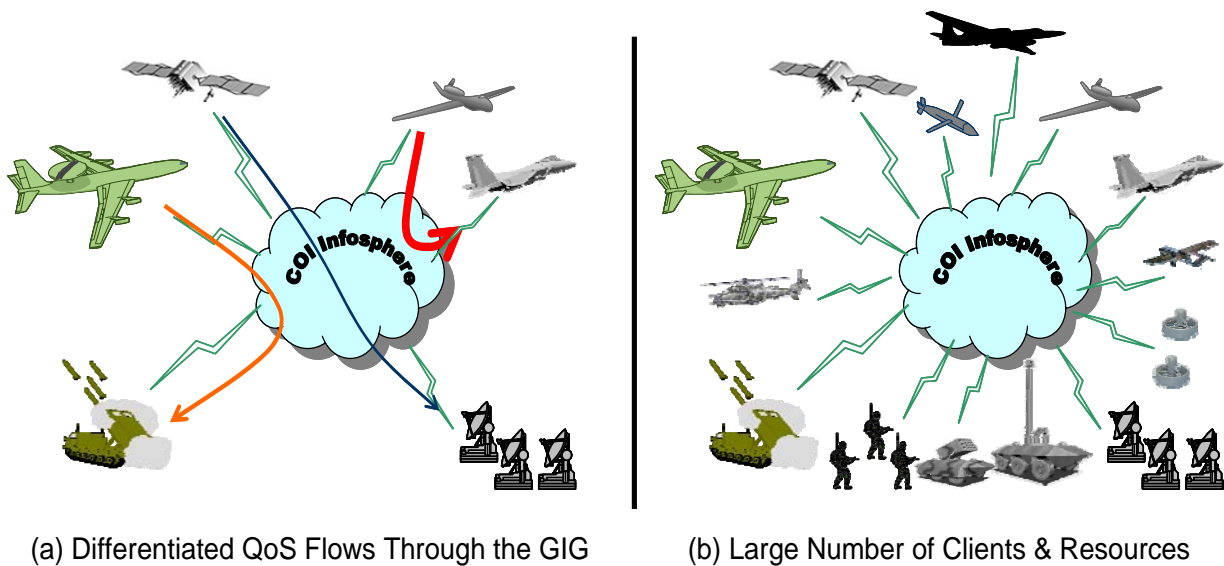 COI Infosphere
COI Infosphere
(a) Differentiated QoS Flows Through the GIG
(b) Large Number of Clients & Resources